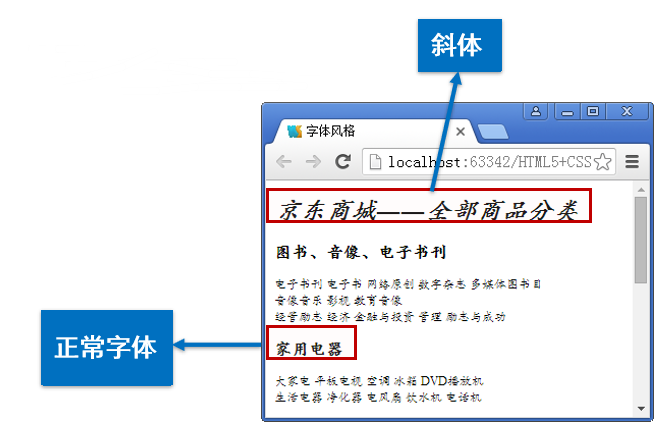 斜体
字体风格
localhost:63342/HTML5+CSS
京东商城——全部商品分类
图书、音像、电子书刊
电子书刊 电子书 网络原创 数字杂志 多媒体图书目
音像音乐 影视 教育音像
经管励志 经济 金融与投资 管理 励志与成功
正常字体
家用电器
大家电 平板电视 空调 冰箱 DVD播放机
生活电器 净化器 电风扇 饮水机 电话机